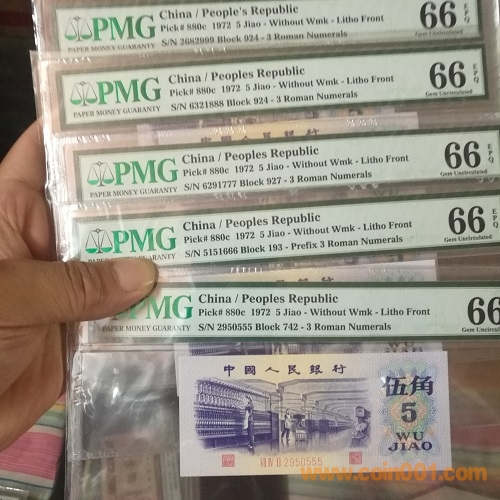 PMG
PAPER MONEY GUARANTY
China / People's Republic
Pick# 880c 1972 5 Jiao - Without Wmk - Litho Front
S/N 2682999 Block 924 - 3 Roman Numerals
66 EPQ
Gem Uncirculated
PMG
PAPER MONEY GUARANTY
China / Peoples Republic
Pick# 880c 1972 5 Jiao - Without Wmk - Litho Front
S/N 6321888 Block 924 - 3 Roman Numerals
66 EPQ
Gem Uncirculated
PMG
PAPER MONEY GUARANTY
China / Peoples Republic
Pick# 880c 1972 5 Jiao - Without Wmk - Litho Front
S/N 6291777 Block 927 - 3 Roman Numerals
66 EPQ
Gem Uncirculated
PMG
China / Peoples Republic
Pick# 880c 1972 5 Jiao - Without Wmk - Litho Front
S/N 5151666 Block 193 - Prefix 3 Roman Numerals
66 EPQ
Gem Uncirculated
PMG
PAPER MONEY GUARANTY
China / Peoples Republic
Pick# 880c 1972 5 Jiao - Without Wmk - Litho Front
S/N 2950555 Block 742 - 3 Roman Numerals
66
中國人民銀行
伍角
5
WU
JIAO
2950555
www.coin001.com